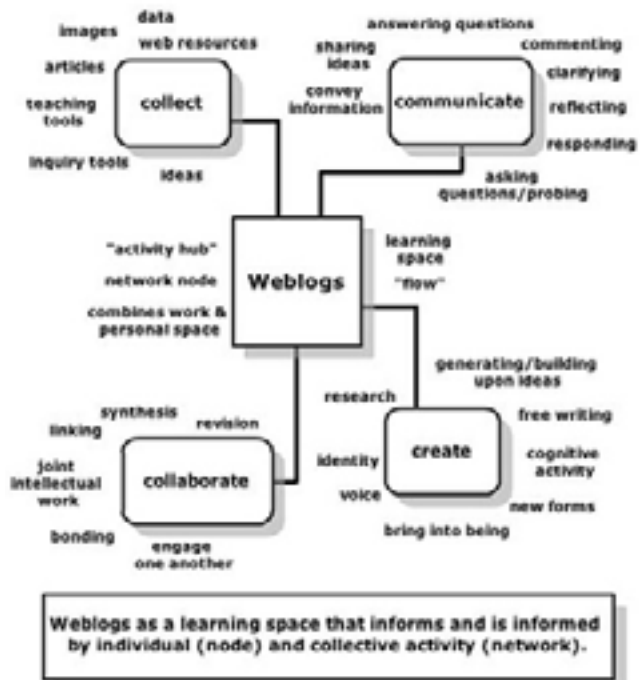 data
images
web resources
articles
collect
teaching
tools
inquiry tools
ideas
answering questions
sharing
ideas
commenting
clarifying
convey
information
communicate
reflecting
responding
asking
questions/probing
"activity hub"
network node
combines work &
personal space
Weblogs
learning
space
"flow"
synthesis
linking
revision
joint
intellectual
work
collaborate
bonding
engage
one another
generating/building
upon ideas
research
free writing
identity
create
cognitive
activity
voice
new forms
bring into being
Weblogs as a learning space that informs and is informed
by individual (node) and collective activity (network).